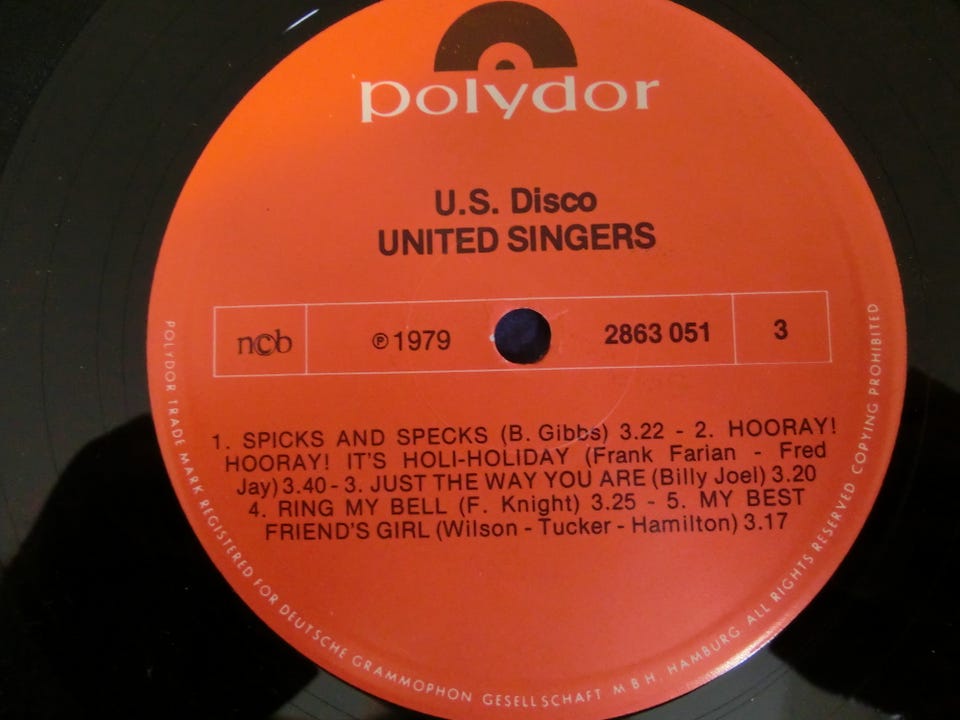 polydor
U.S. Disco
UNITED SINGERS
ncb
℗ 1979
2863 051
3
1. SPICKS AND SPECKS (B. Gibbs) 3.22 - 2. HOORAY!
HOORAY! IT'S HOLI-HOLIDAY (Frank Farian - Fred
Jay) 3.40 - 3. JUST THE WAY YOU ARE (Billy Joel) 3.20
4. RING MY BELL (F. Knight) 3.25 - 5. MY BEST
FRIEND'S GIRL (Wilson - Tucker - Hamilton) 3.17
POLYDOR TRADE MARK REGISTERED FOR DEUTSCHE GRAMMOPHON GESELLSCHAFT M B H, HAMBURG. ALL RIGHTS RESERVED COPYING PROHIBITED